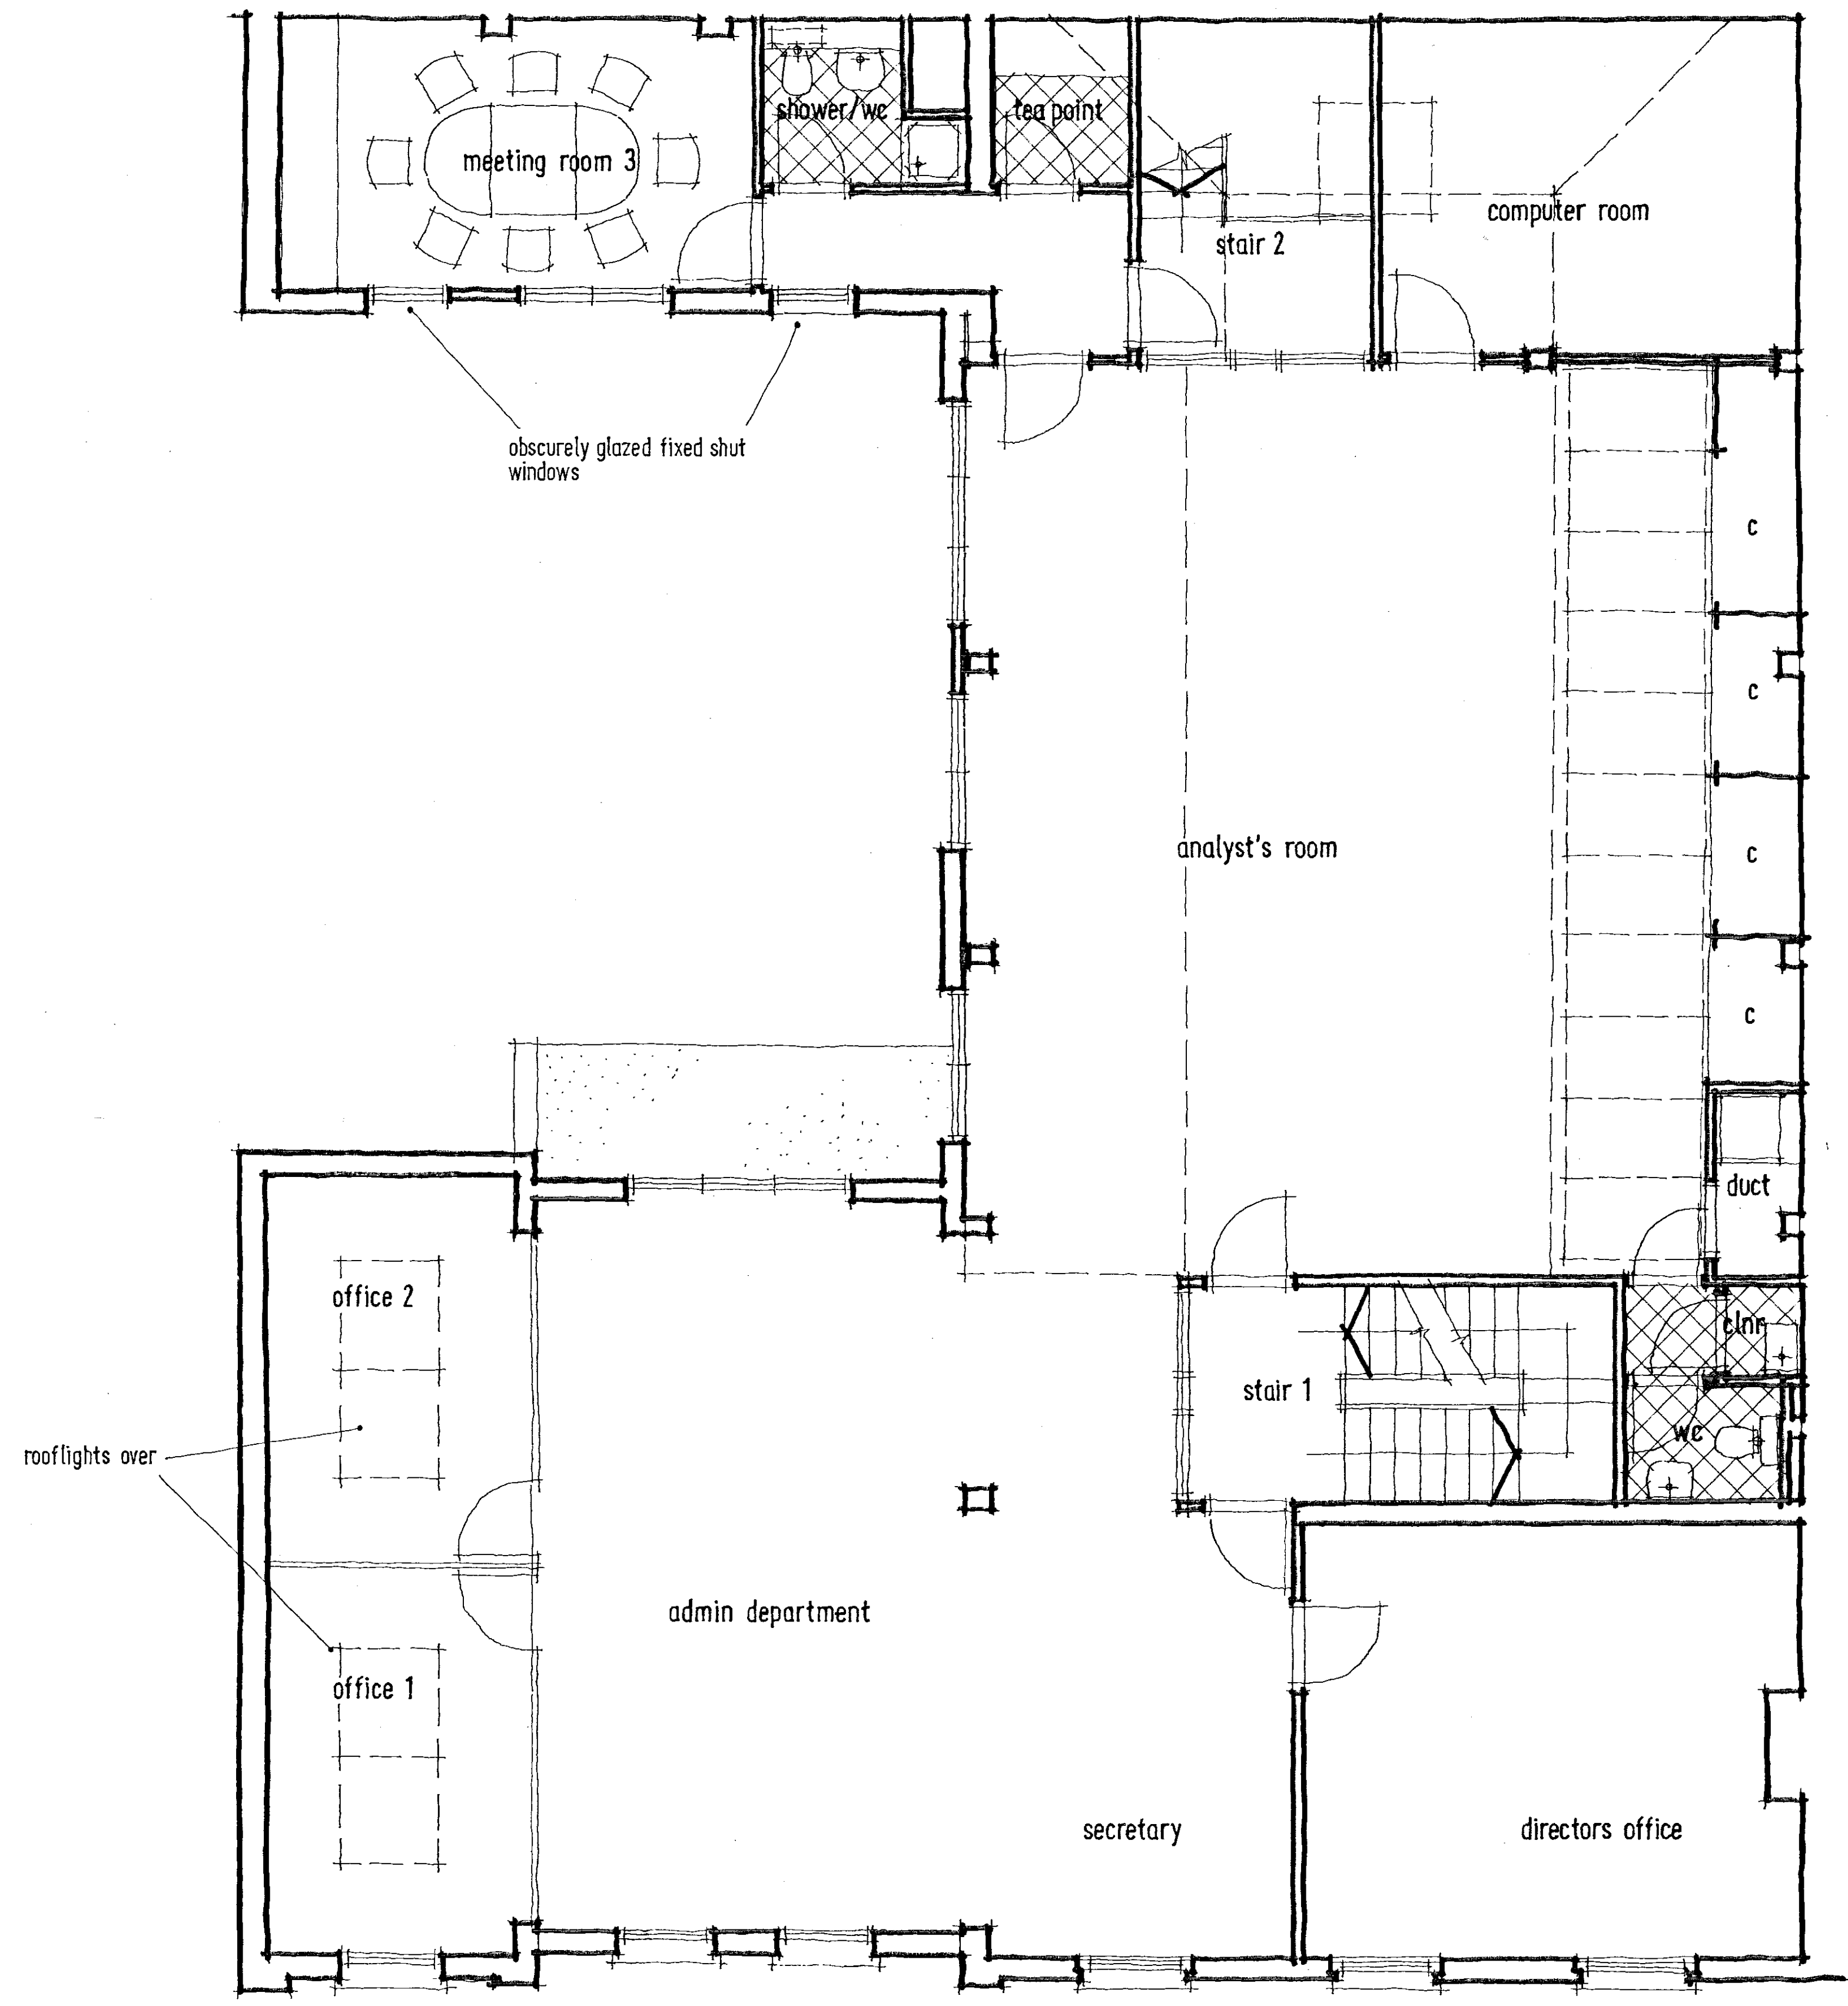 shower/wc
tea point
meeting room 3
computer room
stair 2
obscurely glazed fixed shut
windows
c
c
analyst's room
c
c
duct
office 2
clnr
stair 1
wc
rooflights over
admin department
office 1
secretary
directors office